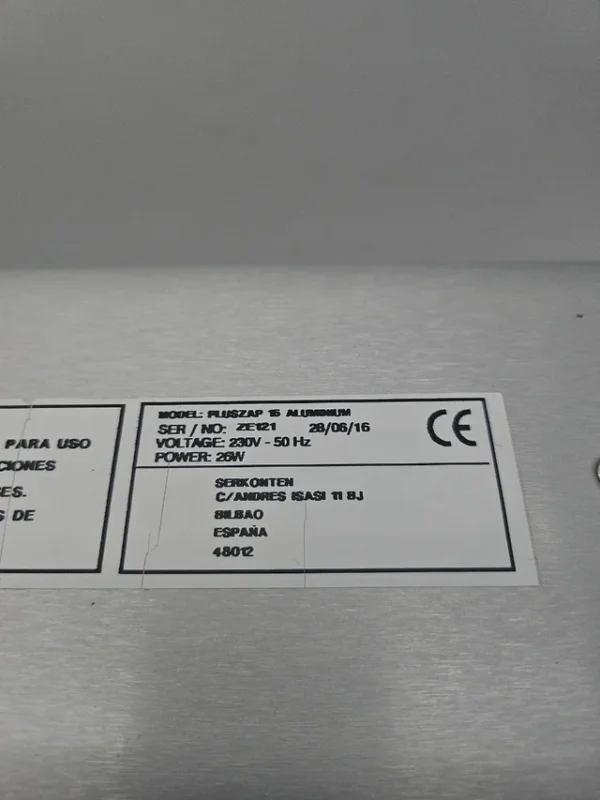 PARA USO
CIONES
ES.
S DE
MODEL: PLUSZAP 16 ALUMINIUM
SER / NO: ZE121 28/06/16
VOLTAGE: 230V - 50 Hz
POWER: 26W
CE
SERKONTEN
C/ANDRES ISASI 11 BJ
BILBAO
ESPAÑA
48012